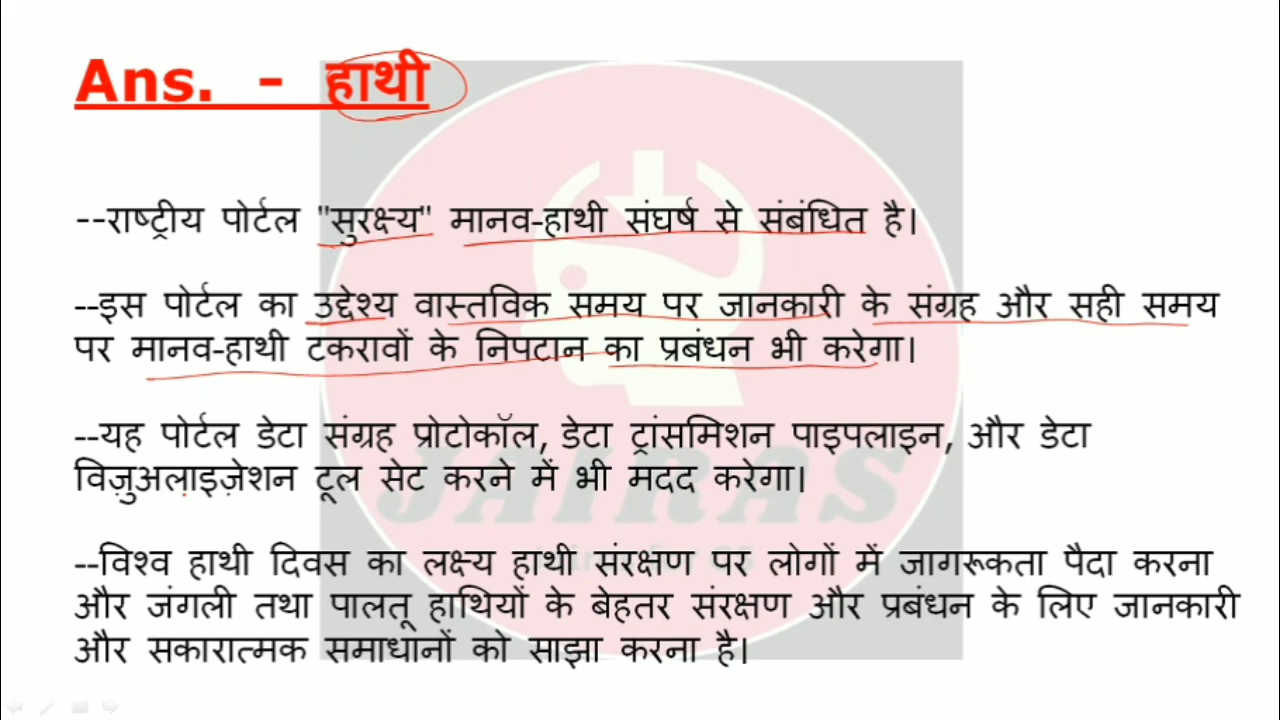 Ans. - हाथी
--राष्ट्रीय पोर्टल "सुरक्ष्य" मानव-हाथी संघर्ष से संबंधित है।
--इस पोर्टल का उद्देश्य वास्तविक समय पर जानकारी के संग्रह और सही समय
पर मानव-हाथी टकरावों के निपटान का प्रबंधन भी करेगा।
--यह पोर्टल डेटा संग्रह प्रोटोकॉल, डेटा ट्रांसमिशन पाइपलाइन, और डेटा
विज़ुअलाइज़ेशन टूल सेट करने में भी मदद करेगा।
JAIRAS
--विश्व हाथी दिवस का लक्ष्य हाथी संरक्षण पर लोगों में जागरूकता पैदा करना
और जंगली तथा पालतू हाथियों के बेहतर संरक्षण और प्रबंधन के लिए जानकारी
और सकारात्मक समाधानों को साझा करना है।